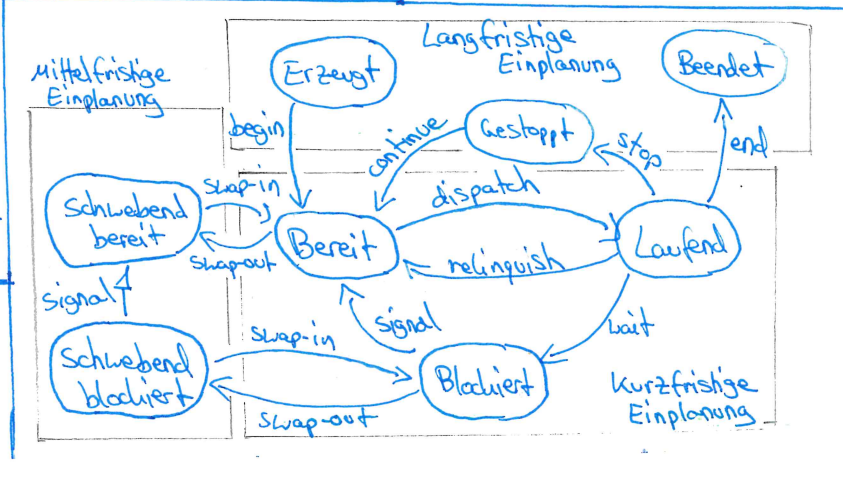 Langfristige
Einplanung
Mittelfristige
Einplanung
Erzeugt
Beendet
begin
continue
Gestoppt
stop
end
swap-in
dispatch
Schwebend
bereit
Bereit
Laufend
swap-out
relinquish
signal
signal
wait
swap-in
Schwebend
blockiert
Blockiert
Kurzfristige
Einplanung
swap-out